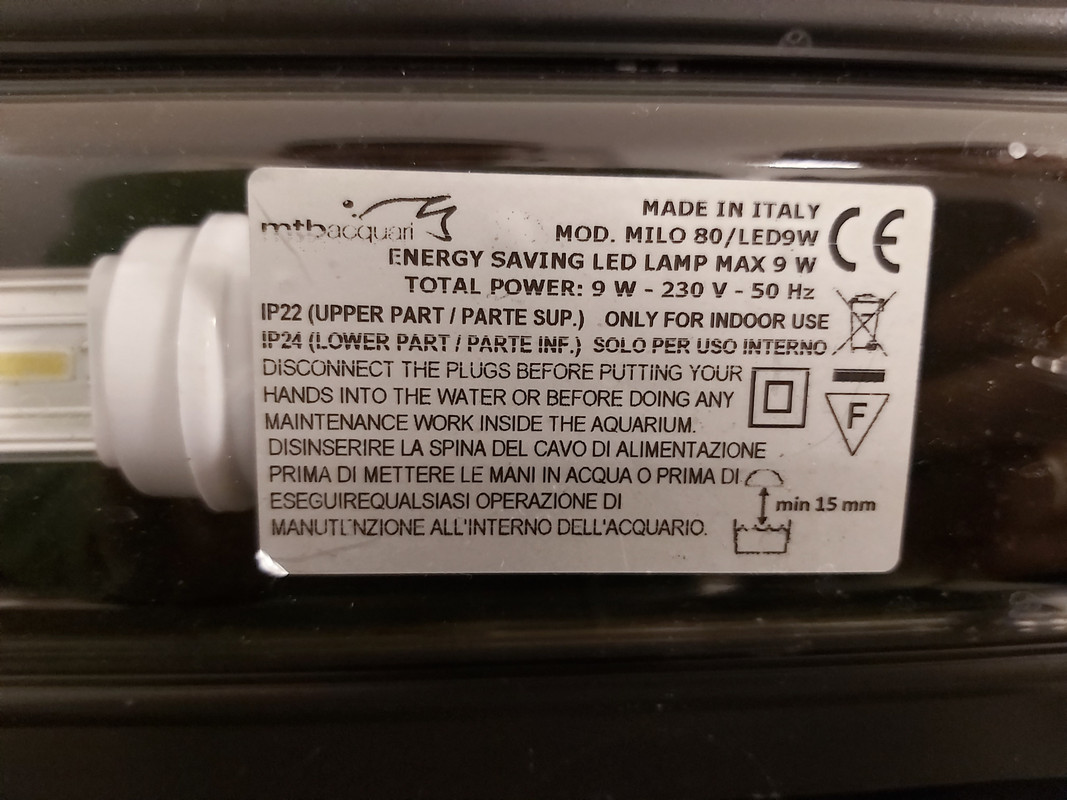 mtbacquari
MADE IN ITALY
MOD. MILO 80/LED9W
CE
ENERGY SAVING LED LAMP MAX 9 W
TOTAL POWER: 9 W - 230 V - 50 Hz
IP22 (UPPER PART / PARTE SUP.) ONLY FOR INDOOR USE
IP24 (LOWER PART / PARTE INF.) SOLO PER USO INTERNO
DISCONNECT THE PLUGS BEFORE PUTTING YOUR
HANDS INTO THE WATER OR BEFORE DOING ANY
MAINTENANCE WORK INSIDE THE AQUARIUM.
F
DISINSERIRE LA SPINA DEL CAVO DI ALIMENTAZIONE
PRIMA DI METTERE LE MANI IN ACQUA O PRIMA DI
ESEGUIREQUALSIASI OPERAZIONE DI
MANUTENZIONE ALL'INTERNO DELL'ACQUARIO.
min 15 mm